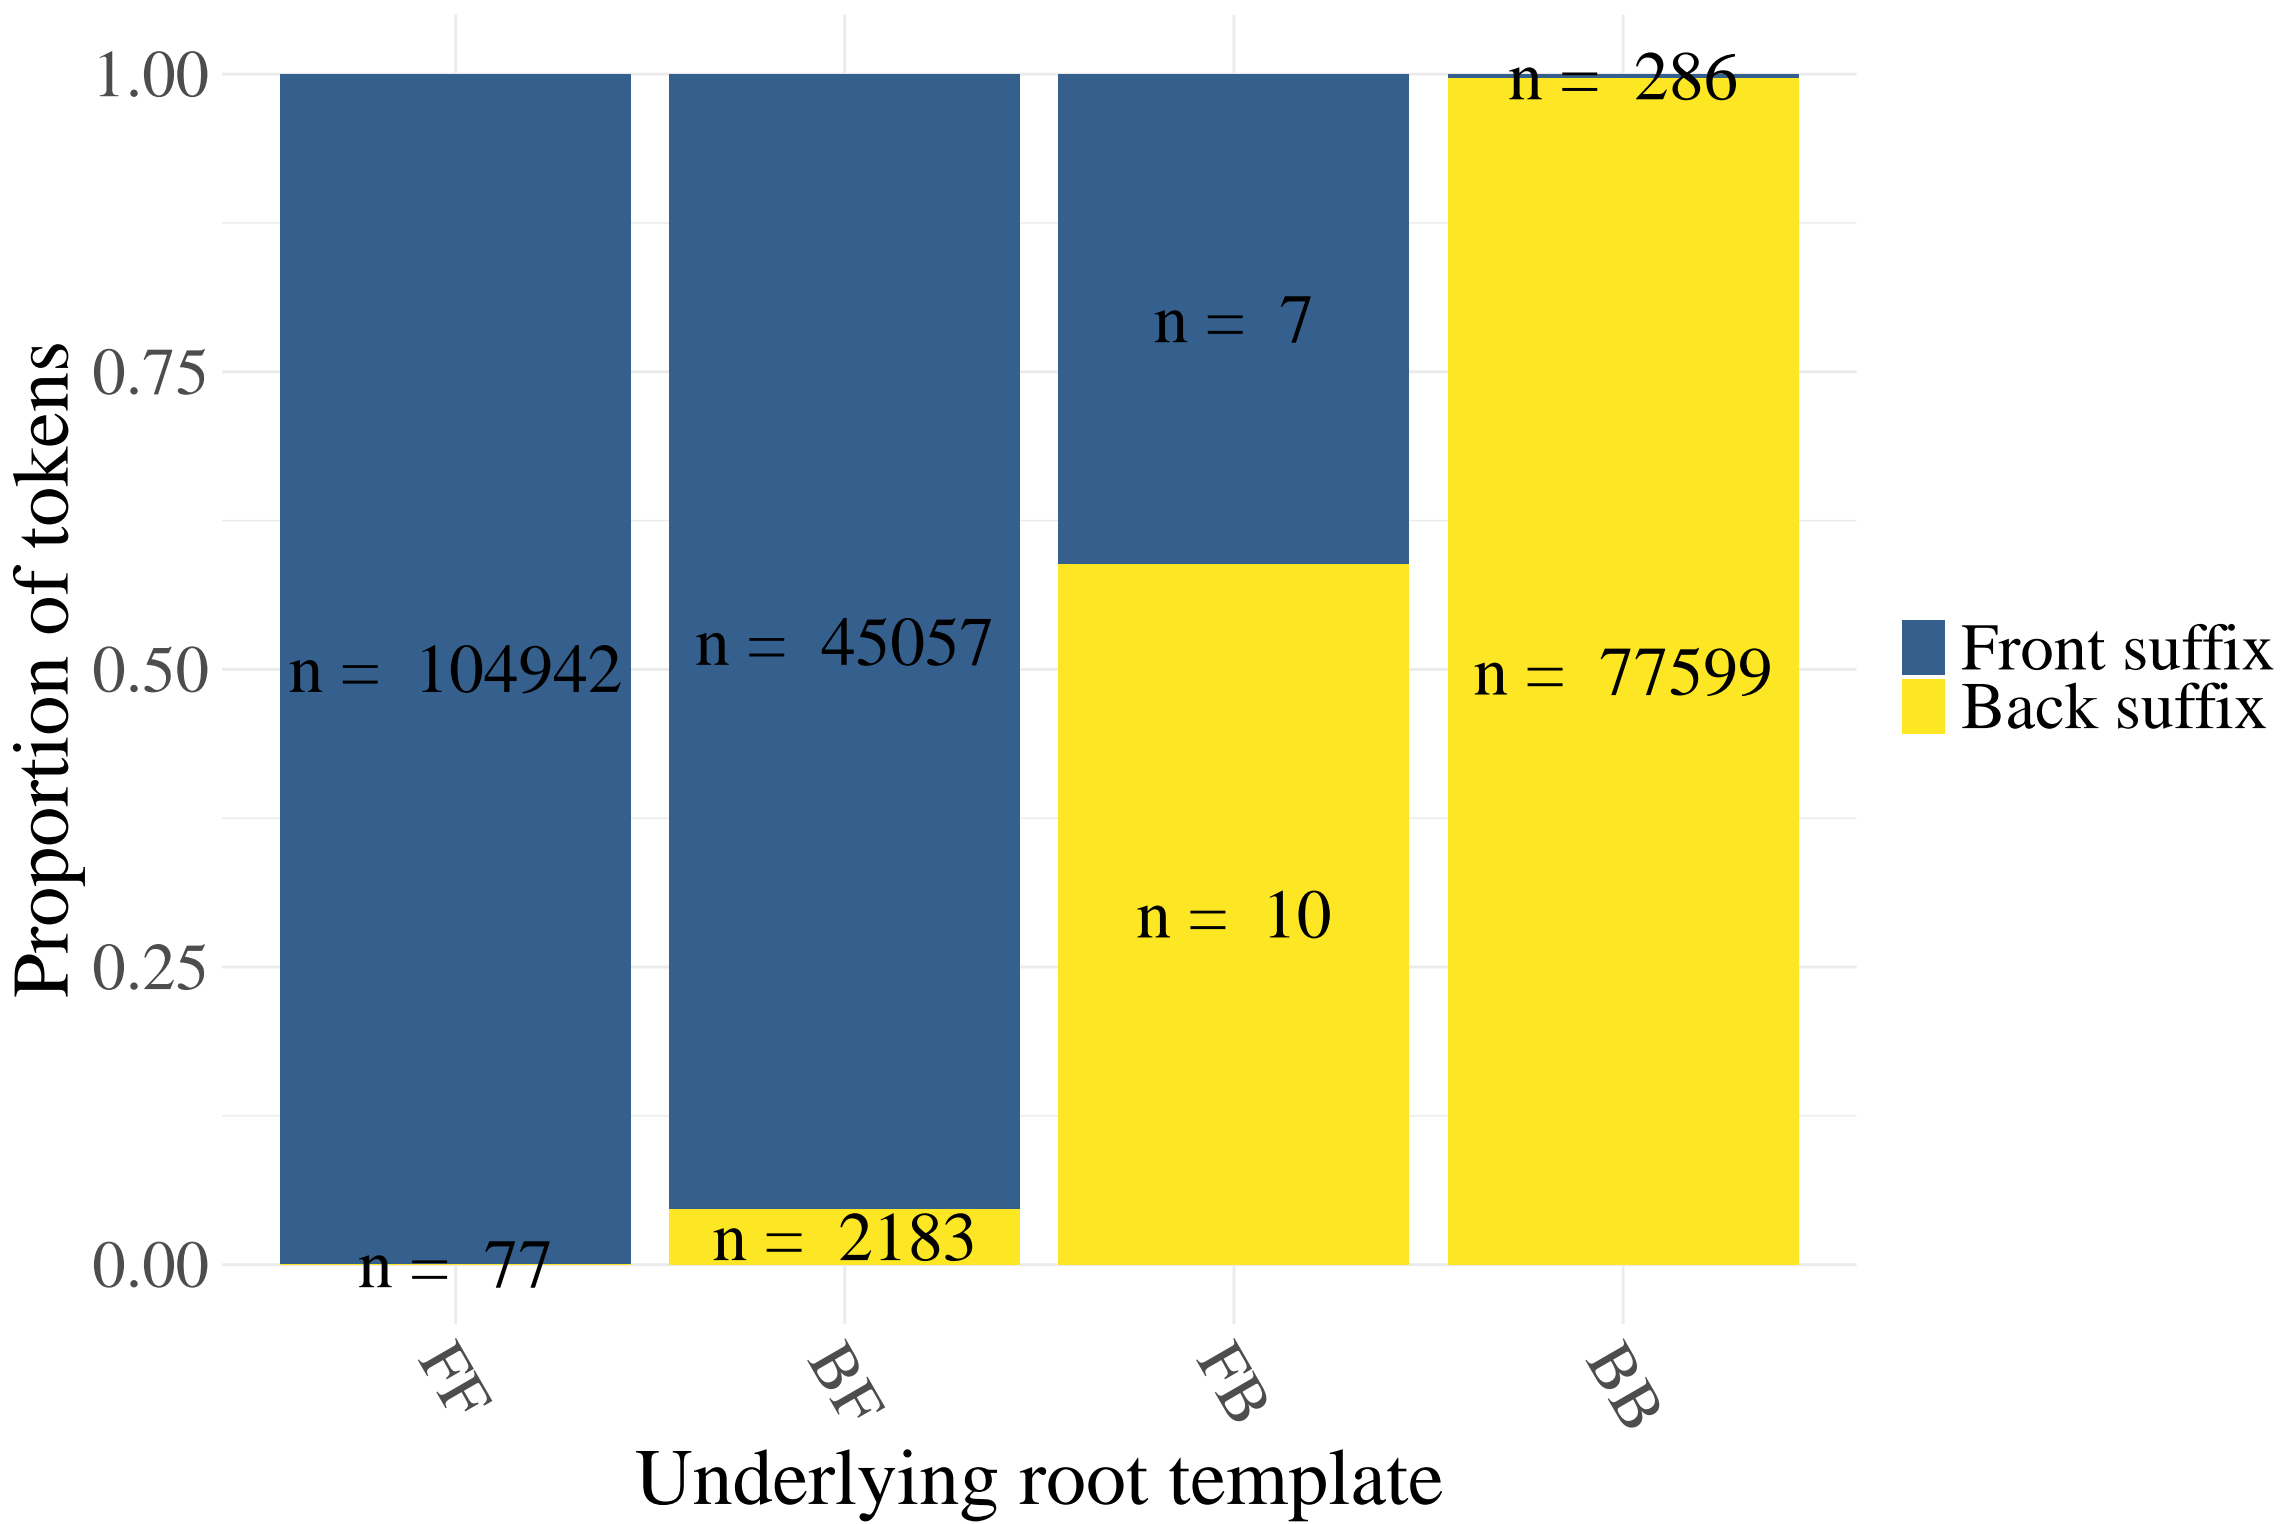 Proportion of tokens
1.00
0.75
0.50
0.25
0.00
n = 104942
n = 77
n = 45057
n = 2183
n = 7
n = 10
n = 286
n = 77599
FF
BF
FB
BB
Underlying root template
Front suffix
Back suffix